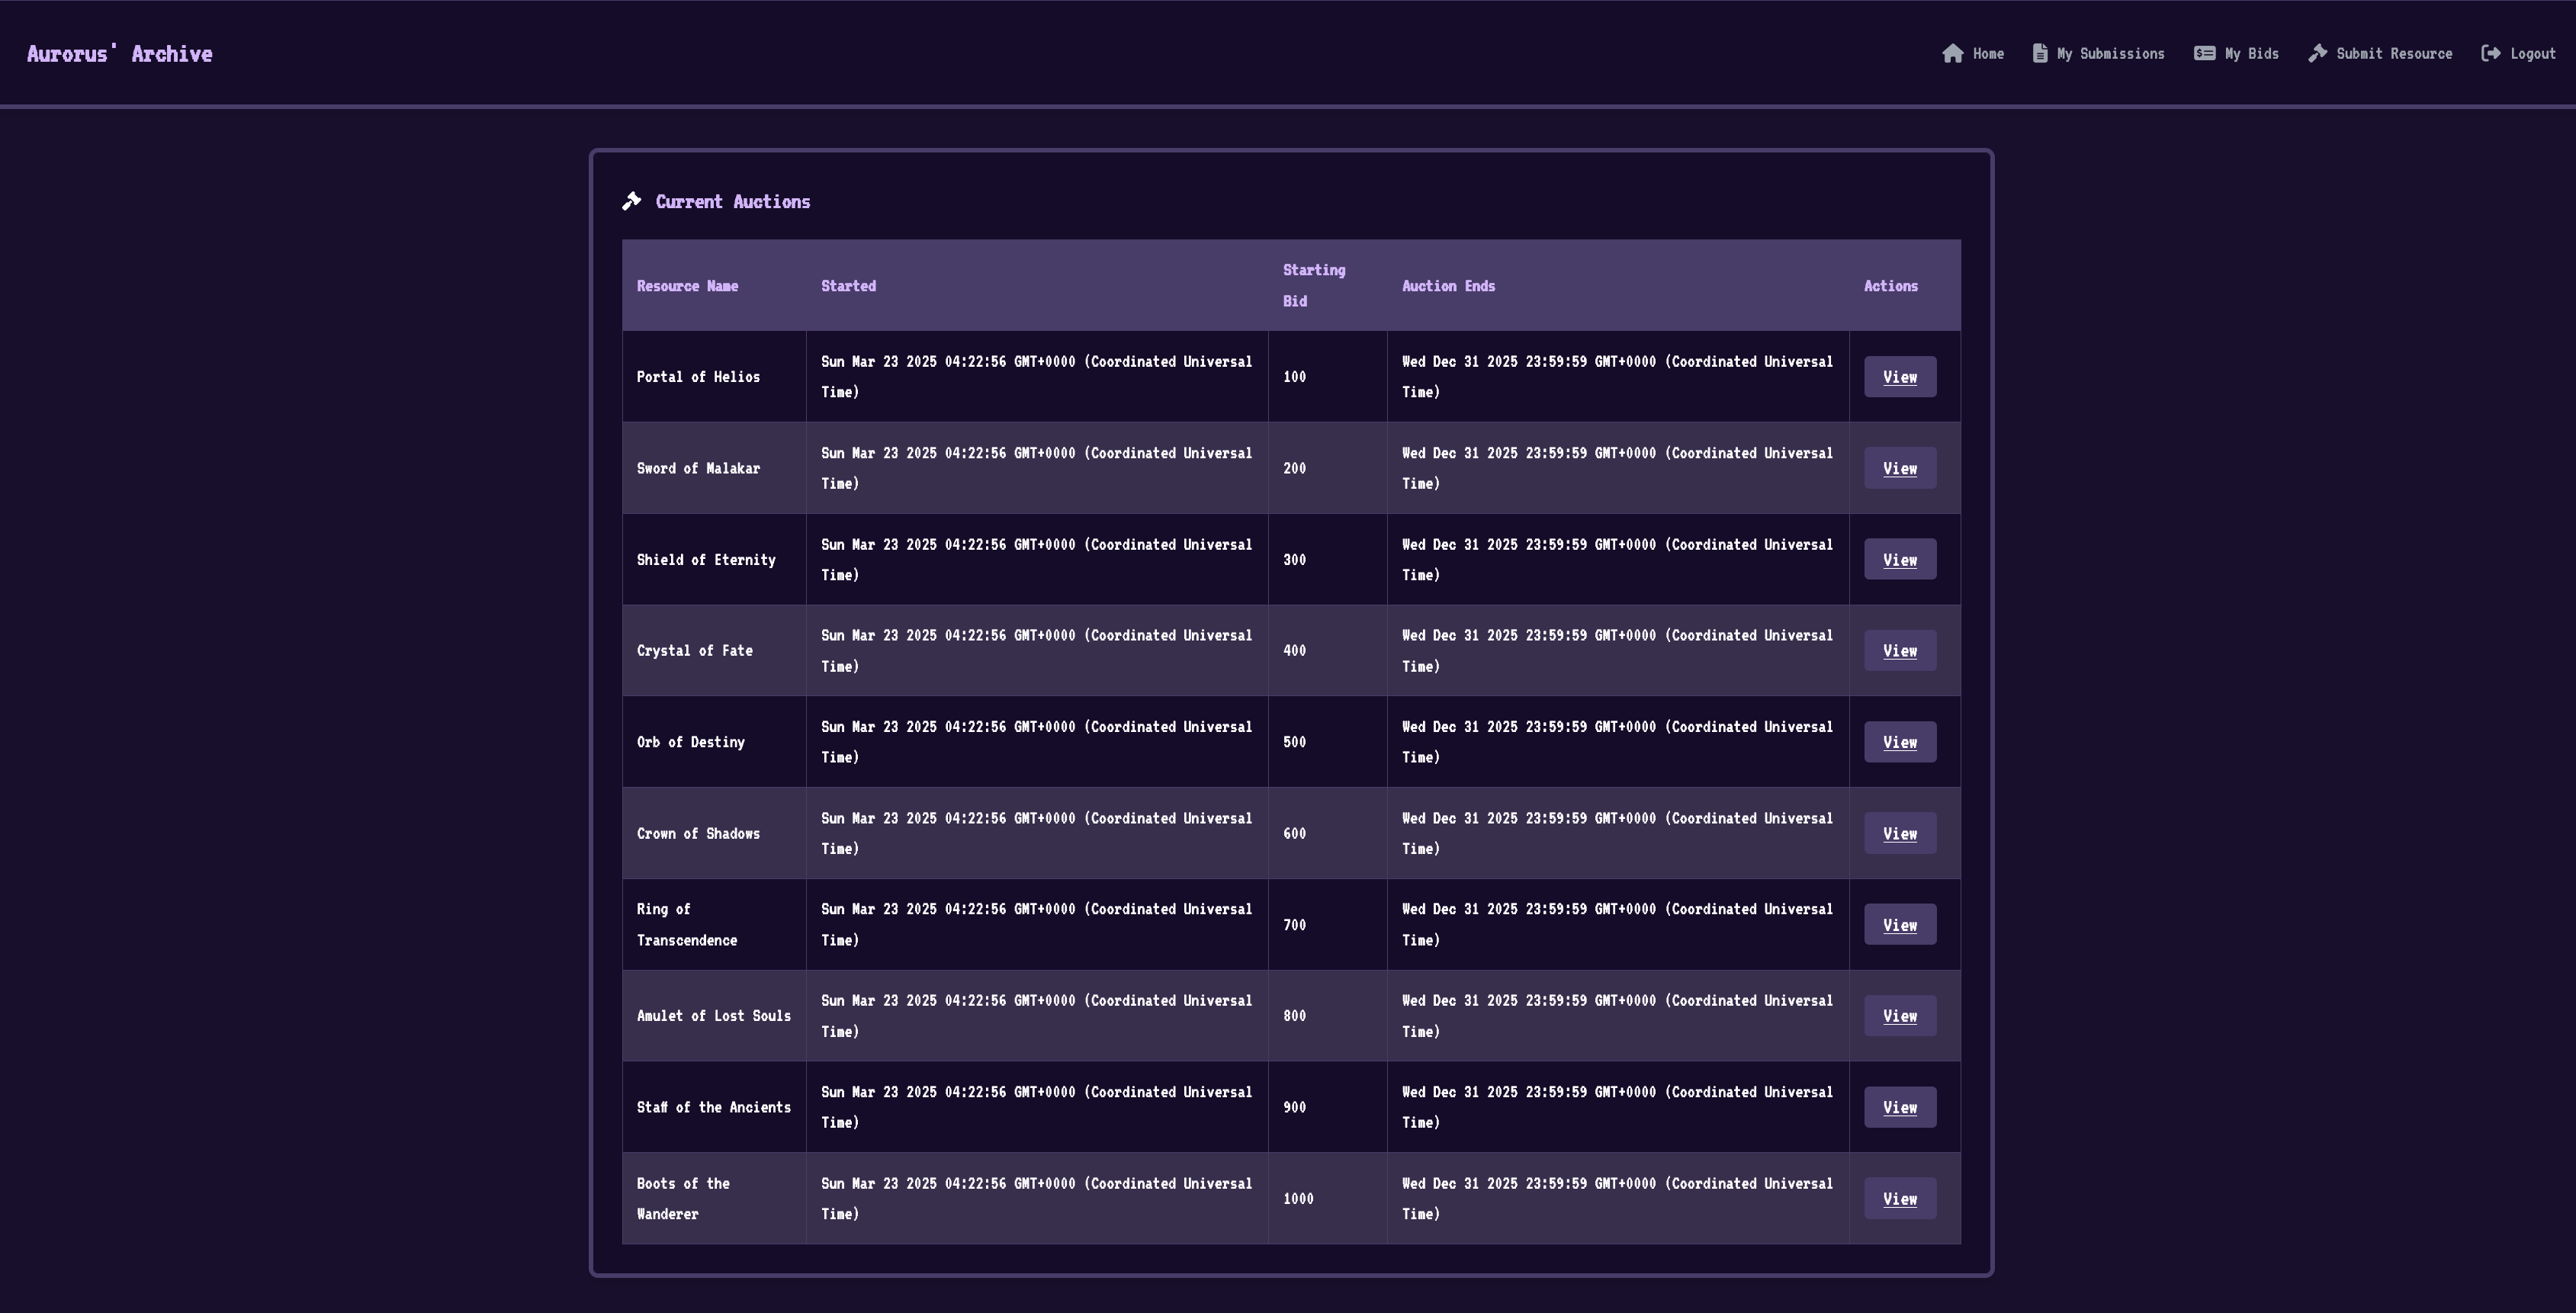 Aurorus' Archive
Home My Submissions My Bids Submit Resource Logout
Current Auctions
Resource Name Started Starting Bid Auction Ends Actions
Portal of Helios Sun Mar 23 2025 04:22:56 GMT+0000 (Coordinated Universal Time) 100 Wed Dec 31 2025 23:59:59 GMT+0000 (Coordinated Universal Time) View
Sword of Malakar Sun Mar 23 2025 04:22:56 GMT+0000 (Coordinated Universal Time) 200 Wed Dec 31 2025 23:59:59 GMT+0000 (Coordinated Universal Time) View
Shield of Eternity Sun Mar 23 2025 04:22:56 GMT+0000 (Coordinated Universal Time) 300 Wed Dec 31 2025 23:59:59 GMT+0000 (Coordinated Universal Time) View
Crystal of Fate Sun Mar 23 2025 04:22:56 GMT+0000 (Coordinated Universal Time) 400 Wed Dec 31 2025 23:59:59 GMT+0000 (Coordinated Universal Time) View
Orb of Destiny Sun Mar 23 2025 04:22:56 GMT+0000 (Coordinated Universal Time) 500 Wed Dec 31 2025 23:59:59 GMT+0000 (Coordinated Universal Time) View
Crown of Shadows Sun Mar 23 2025 04:22:56 GMT+0000 (Coordinated Universal Time) 600 Wed Dec 31 2025 23:59:59 GMT+0000 (Coordinated Universal Time) View
Ring of Transcendence Sun Mar 23 2025 04:22:56 GMT+0000 (Coordinated Universal Time) 700 Wed Dec 31 2025 23:59:59 GMT+0000 (Coordinated Universal Time) View
Amulet of Lost Souls Sun Mar 23 2025 04:22:56 GMT+0000 (Coordinated Universal Time) 800 Wed Dec 31 2025 23:59:59 GMT+0000 (Coordinated Universal Time) View
Staff of the Ancients Sun Mar 23 2025 04:22:56 GMT+0000 (Coordinated Universal Time) 900 Wed Dec 31 2025 23:59:59 GMT+0000 (Coordinated Universal Time) View
Boots of the Wanderer Sun Mar 23 2025 04:22:56 GMT+0000 (Coordinated Universal Time) 1000 Wed Dec 31 2025 23:59:59 GMT+0000 (Coordinated Universal Time) View